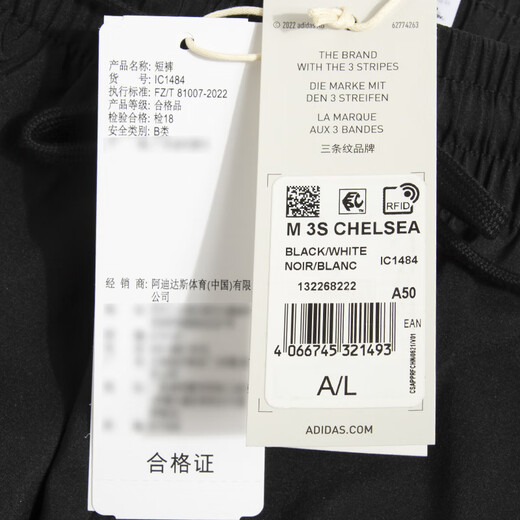 产品名称: 短裤
货 号: IC1484
执行标准: FZ/T 81007-2022
产品等级: 合格品
检验合格: 检18
安全类别: B类
经 销 商: 阿迪达斯体育(中国)有限
公司
合格证
© 2022 adidas AG
62774263
THE BRAND
WITH THE 3 STRIPES
DIE MARKE MIT
DEN 3 STREIFEN
LA MARQUE
AUX 3 BANDES
三条纹品牌
RFID
M 3S CHELSEA
BLACK/WHITE
NOIR/BLANC IC1484
132268222
A50
EAN
4 066745 321493
A/L
ADIDAS.COM